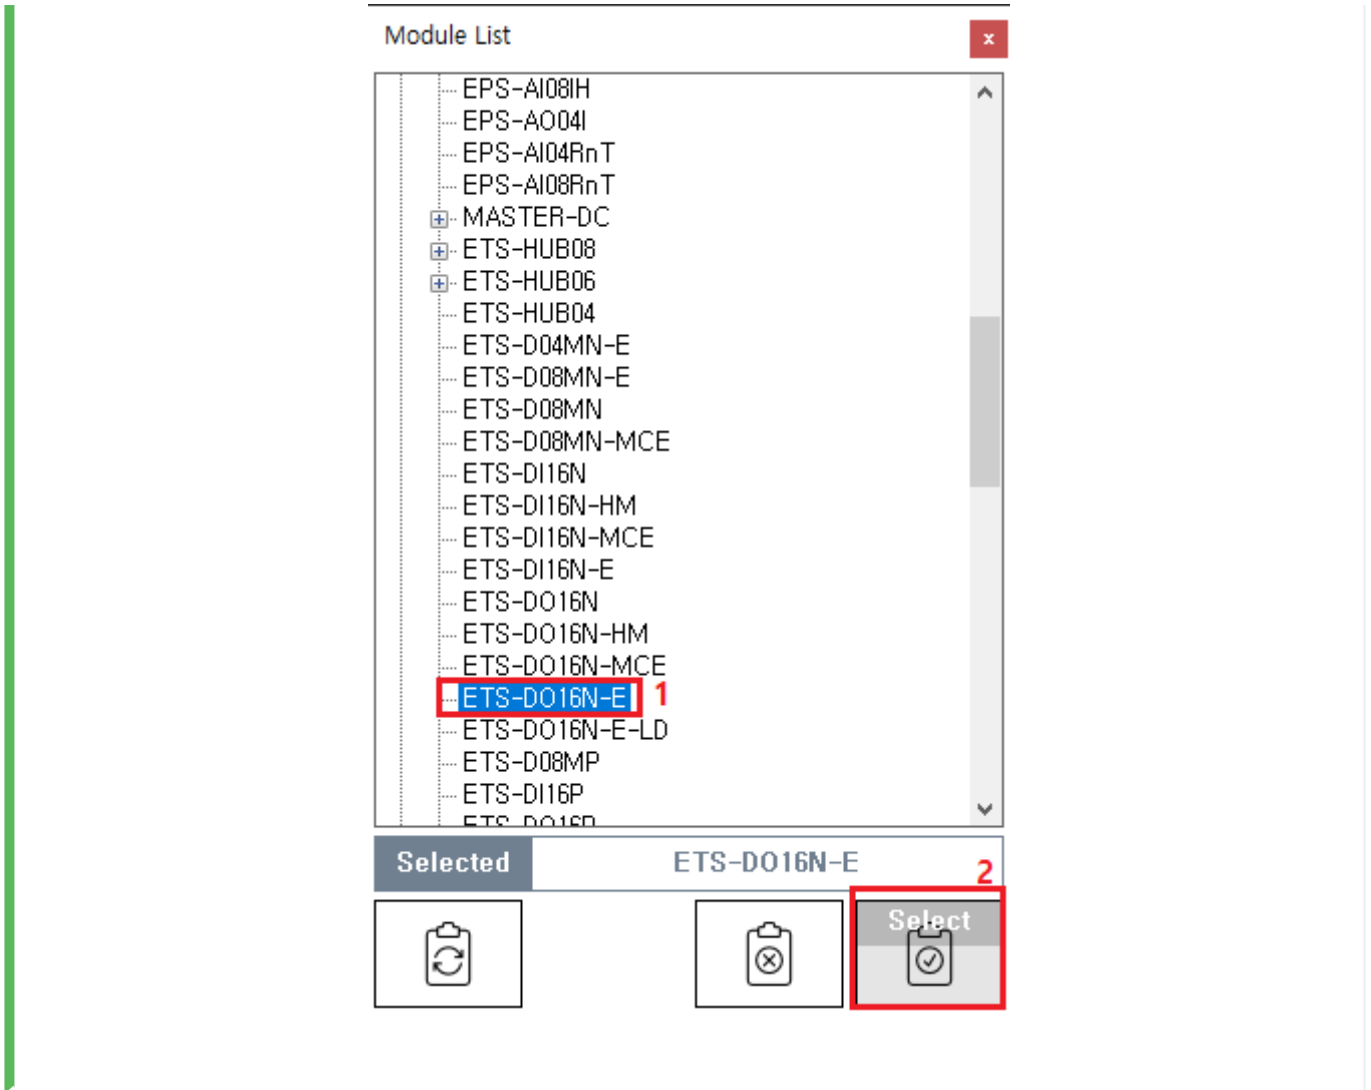 Module List
x
EPS-AI08IH
EPS-AO04I
EPS-AI04RnT
EPS-AI08RnT
MASTER-DC
ETS-HUB08
ETS-HUB06
ETS-HUB04
ETS-D04MN-E
ETS-D08MN-E
ETS-D08MN
ETS-D08MN-MCE
ETS-DI16N
ETS-DI16N-HM
ETS-DI16N-MCE
ETS-DI16N-E
ETS-DO16N
ETS-DO16N-HM
ETS-DO16N-MCE
ETS-DO16N-E 1
ETS-DO16N-E-LD
ETS-D08MP
ETS-DI16P
ETS-DO16P
Selected ETS-DO16N-E 2
Select